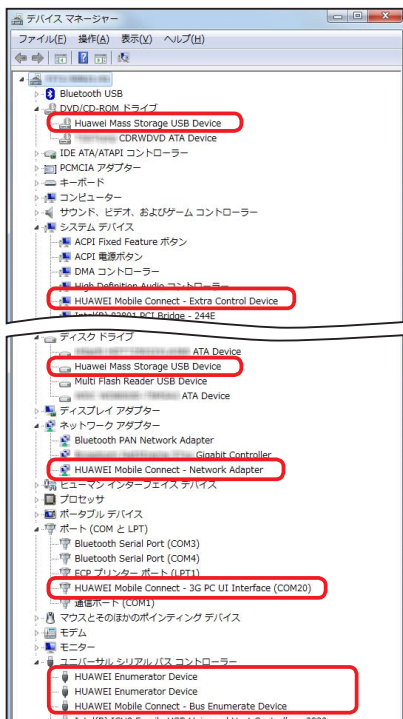 デバイス マネージャー
ファイル(F) 操作(A) 表示(V) ヘルプ(H)
Bluetooth USB
DVD/CD-ROM ドライブ
Huawei Mass Storage USB Device
CDRWDVD ATA Device
IDE ATA/ATAPI コントローラー
PCMCIA アダプター
キーボード
コンピューター
サウンド、ビデオ、およびゲーム コントローラー
システム デバイス
ACPI Fixed Feature ボタン
ACPI 電源ボタン
DMA コントローラー
High Definition Audio コントローラー
HUAWEI Mobile Connect - Extra Control Device
Intel(R) 82801 PCI Bridge - 244E
ディスク ドライブ
ATA Device
Huawei Mass Storage USB Device
Multi Flash Reader USB Device
ATA Device
ディスプレイ アダプター
ネットワーク アダプター
Bluetooth PAN Network Adapter
Gigabit Controller
HUAWEI Mobile Connect - Network Adapter
ヒューマン インターフェイス デバイス
プロセッサ
ポータブル デバイス
ポート (COM と LPT)
Bluetooth Serial Port (COM3)
Bluetooth Serial Port (COM4)
ECP プリンター ポート (LPT1)
HUAWEI Mobile Connect - 3G PC UI Interface (COM20)
通信ポート (COM1)
マウスとそのほかのポインティング デバイス
モデム
モニター
ユニバーサル シリアル バス コントローラー
HUAWEI Enumerator Device
HUAWEI Enumerator Device
HUAWEI Mobile Connect - Bus Enumerate Device